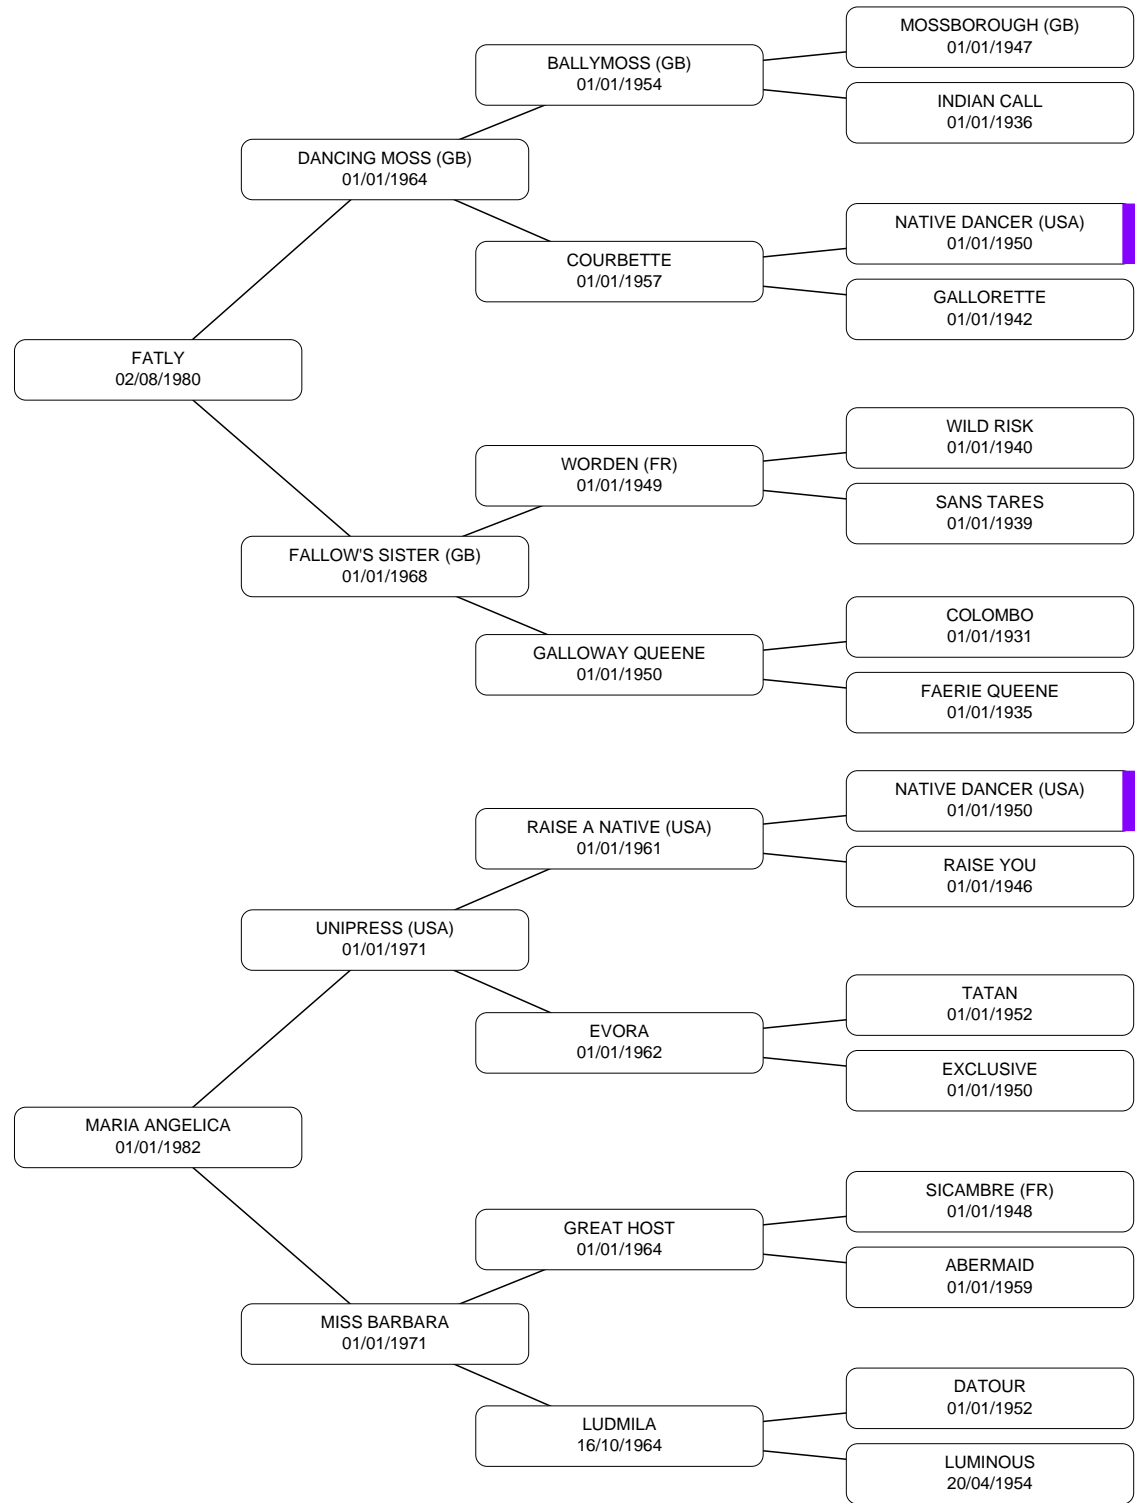 MOSSBOROUGH (GB)
01/01/1947
BALLYMOSS (GB)
01/01/1954
INDIAN CALL
01/01/1936
DANCING MOSS (GB)
01/01/1964
NATIVE DANCER (USA)
01/01/1950
COURBETTE
01/01/1957
GALLORETTE
01/01/1942
FATLY
02/08/1980
WILD RISK
01/01/1940
WORDEN (FR)
01/01/1949
SANS TARES
01/01/1939
FALLOW'S SISTER (GB)
01/01/1968
COLOMBO
01/01/1931
GALLOWAY QUEENE
01/01/1950
FAERIE QUEENE
01/01/1935
NATIVE DANCER (USA)
01/01/1950
RAISE A NATIVE (USA)
01/01/1961
RAISE YOU
01/01/1946
UNIPRESS (USA)
01/01/1971
TATAN
01/01/1952
EVORA
01/01/1962
EXCLUSIVE
01/01/1950
MARIA ANGELICA
01/01/1982
SICAMBRE (FR)
01/01/1948
GREAT HOST
01/01/1964
ABERMAID
01/01/1959
MISS BARBARA
01/01/1971
DATOUR
01/01/1952
LUDMILA
16/10/1964
LUMINOUS
20/04/1954